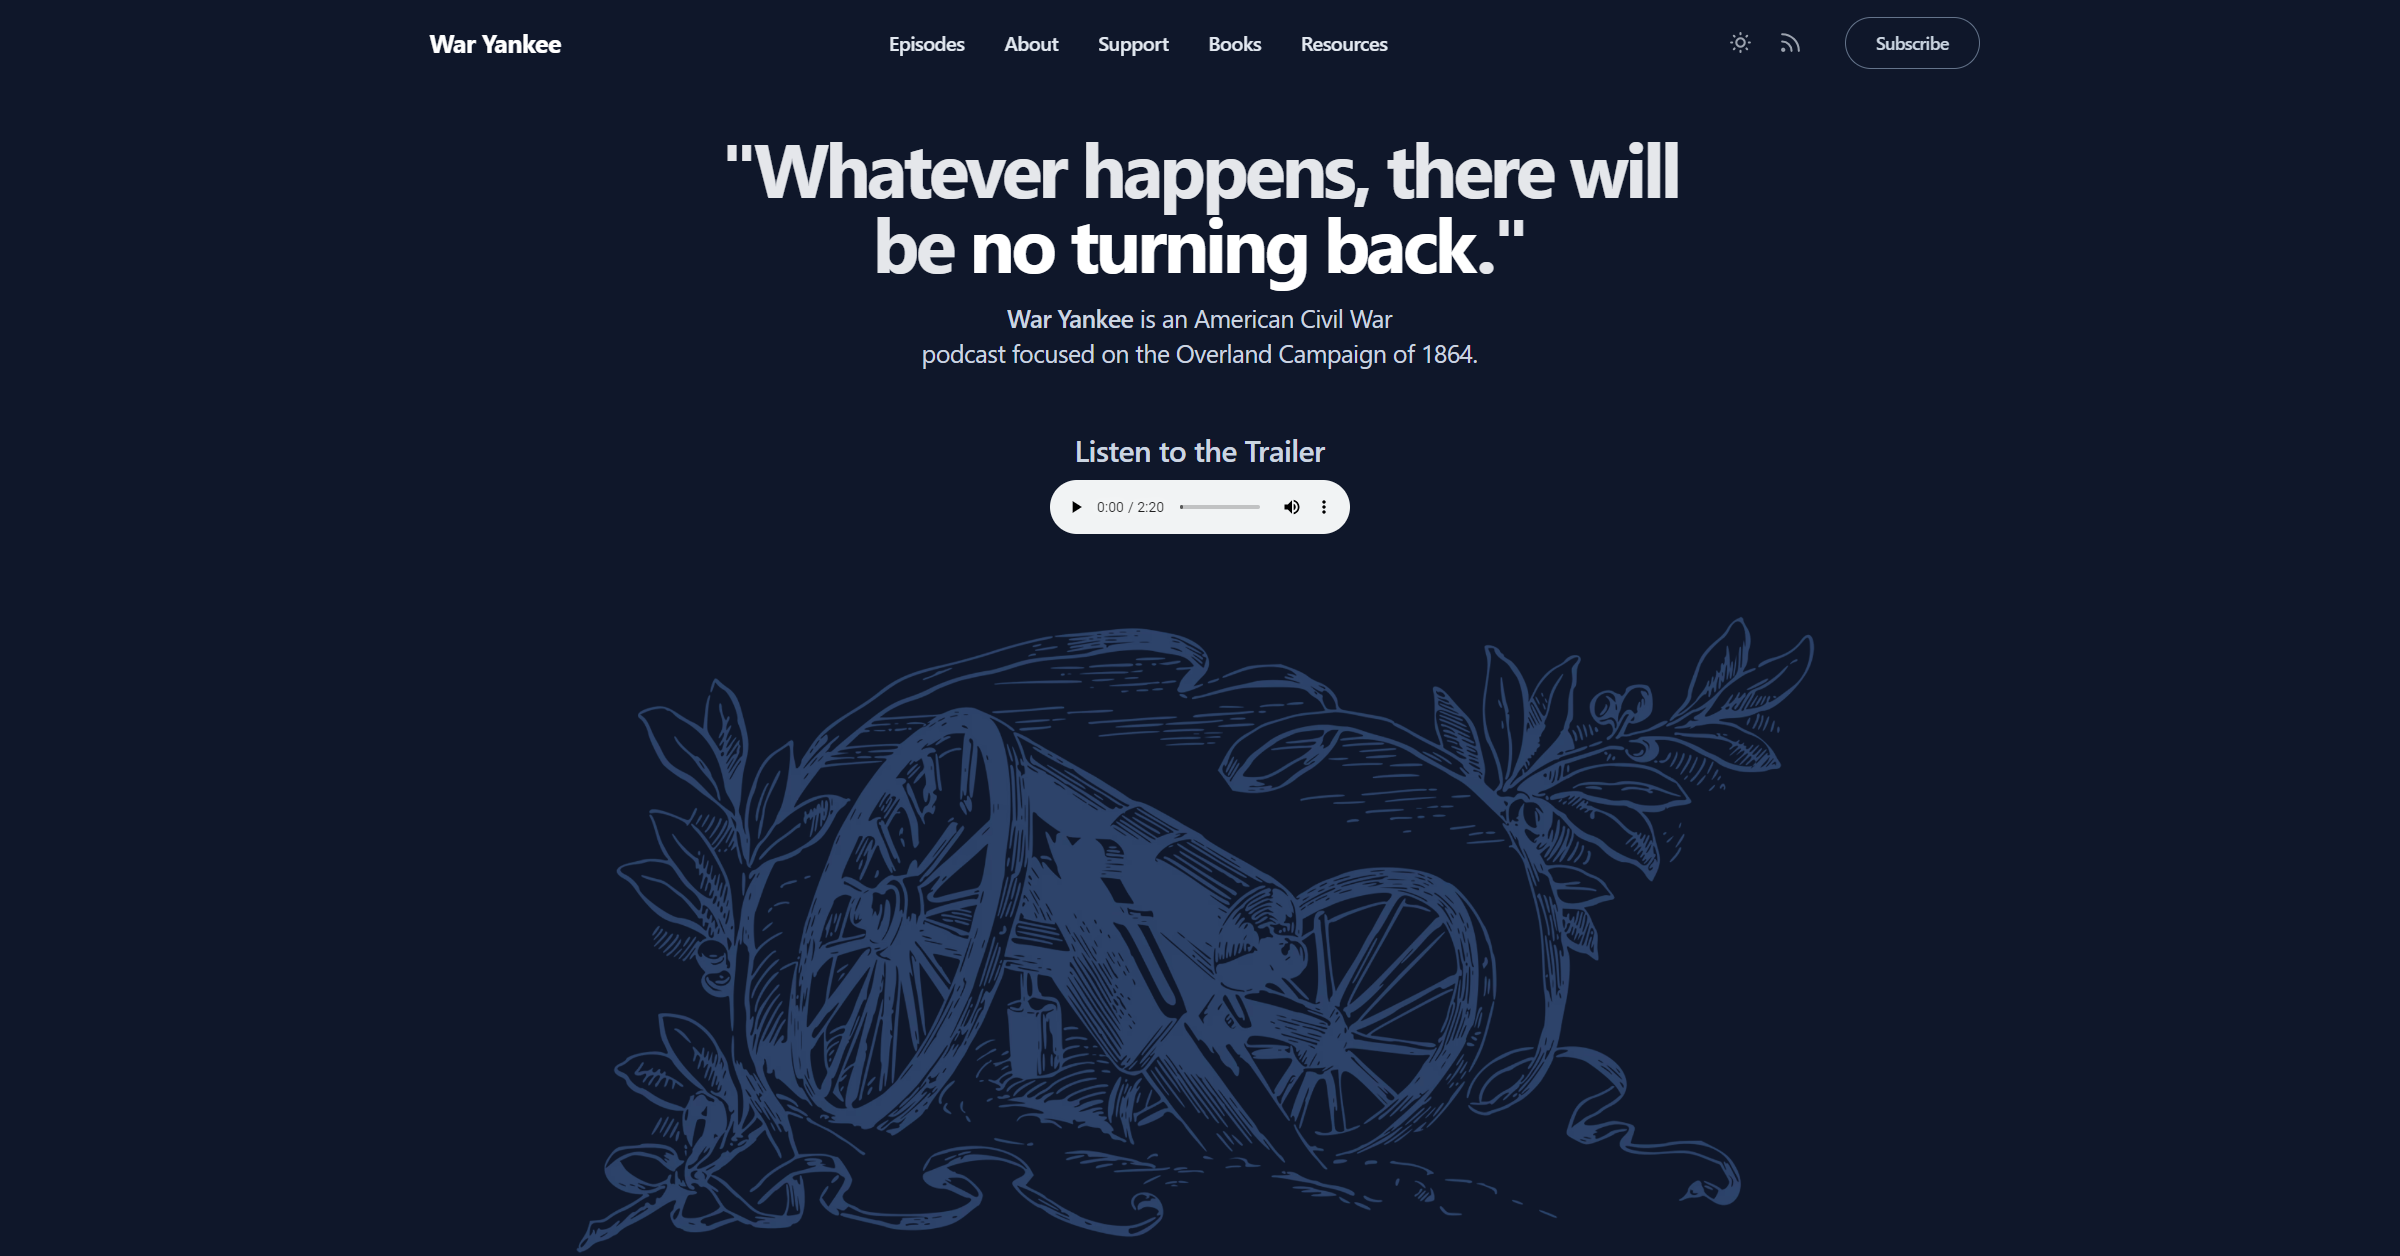 War Yankee
Episodes About Support Books Resources
Subscribe
"Whatever happens, there will
be no turning back."
War Yankee is an American Civil War
podcast focused on the Overland Campaign of 1864.
Listen to the Trailer
0:00 / 2:20